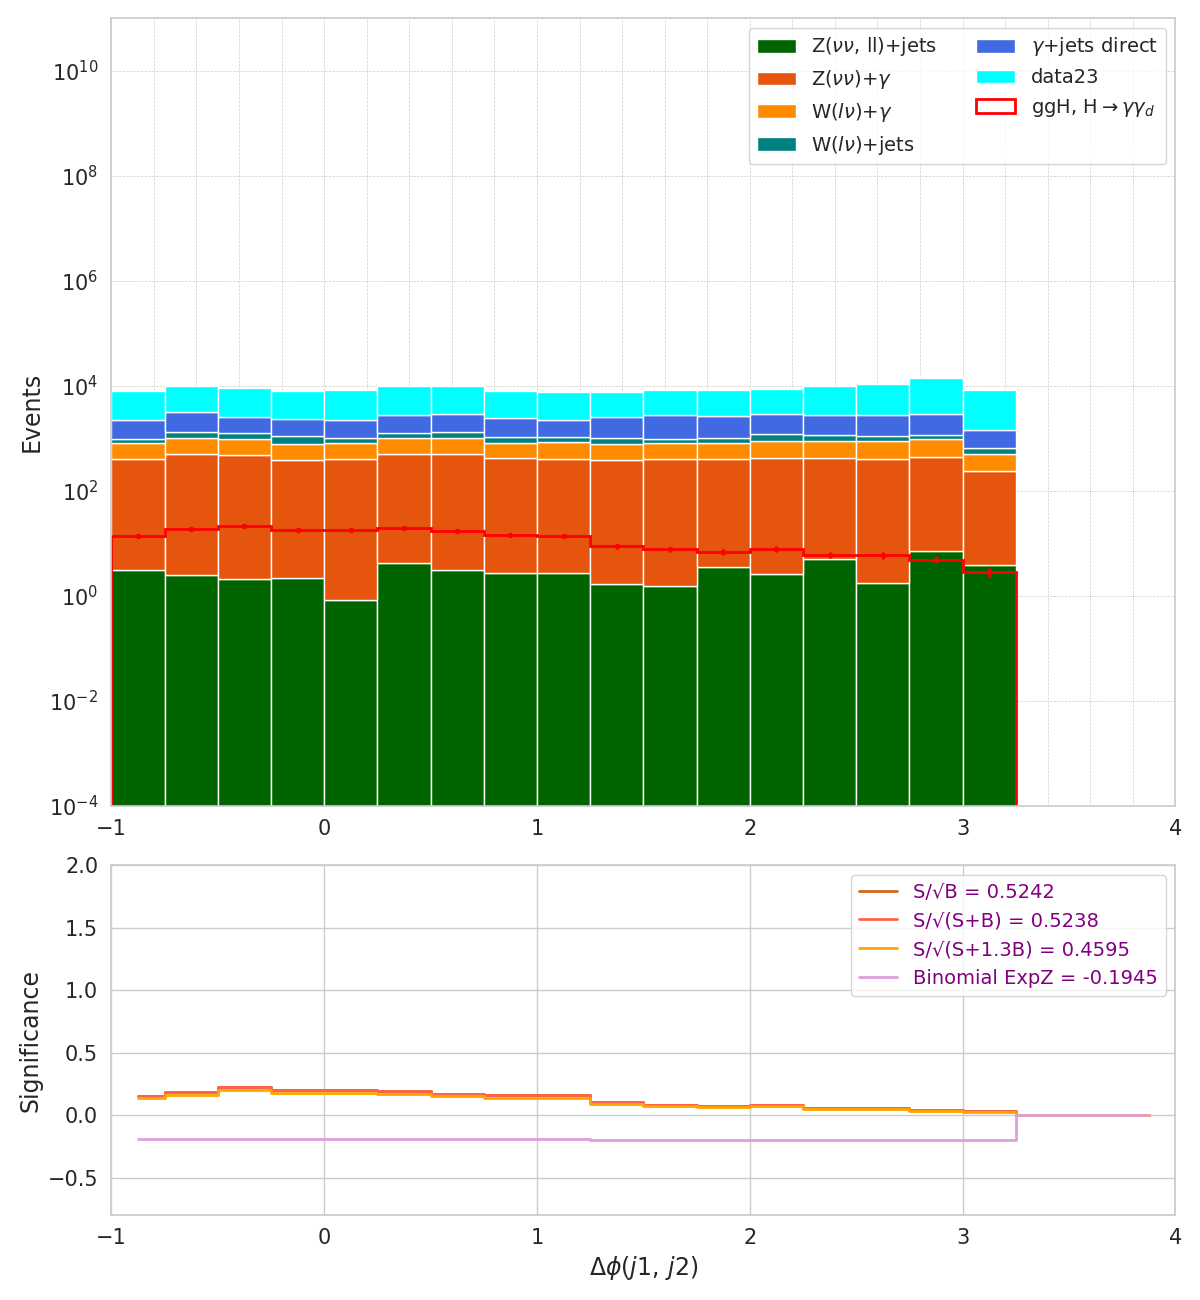 Z(νν, ll)+jets
Z(νν)+γ
W(lν)+γ
W(lν)+jets
γ+jets direct
data23
ggH, H→γγ_d
Events
10^10
10^8
10^6
10^4
10^2
10^0
10^−2
10^−4
−1 0 1 2 3 4
S/√B = 0.5242
S/√(S+B) = 0.5238
S/√(S+1.3B) = 0.4595
Binomial ExpZ = -0.1945
Significance
2.0
1.5
1.0
0.5
0.0
−0.5
−1 0 1 2 3 4
Δϕ(j1, j2)